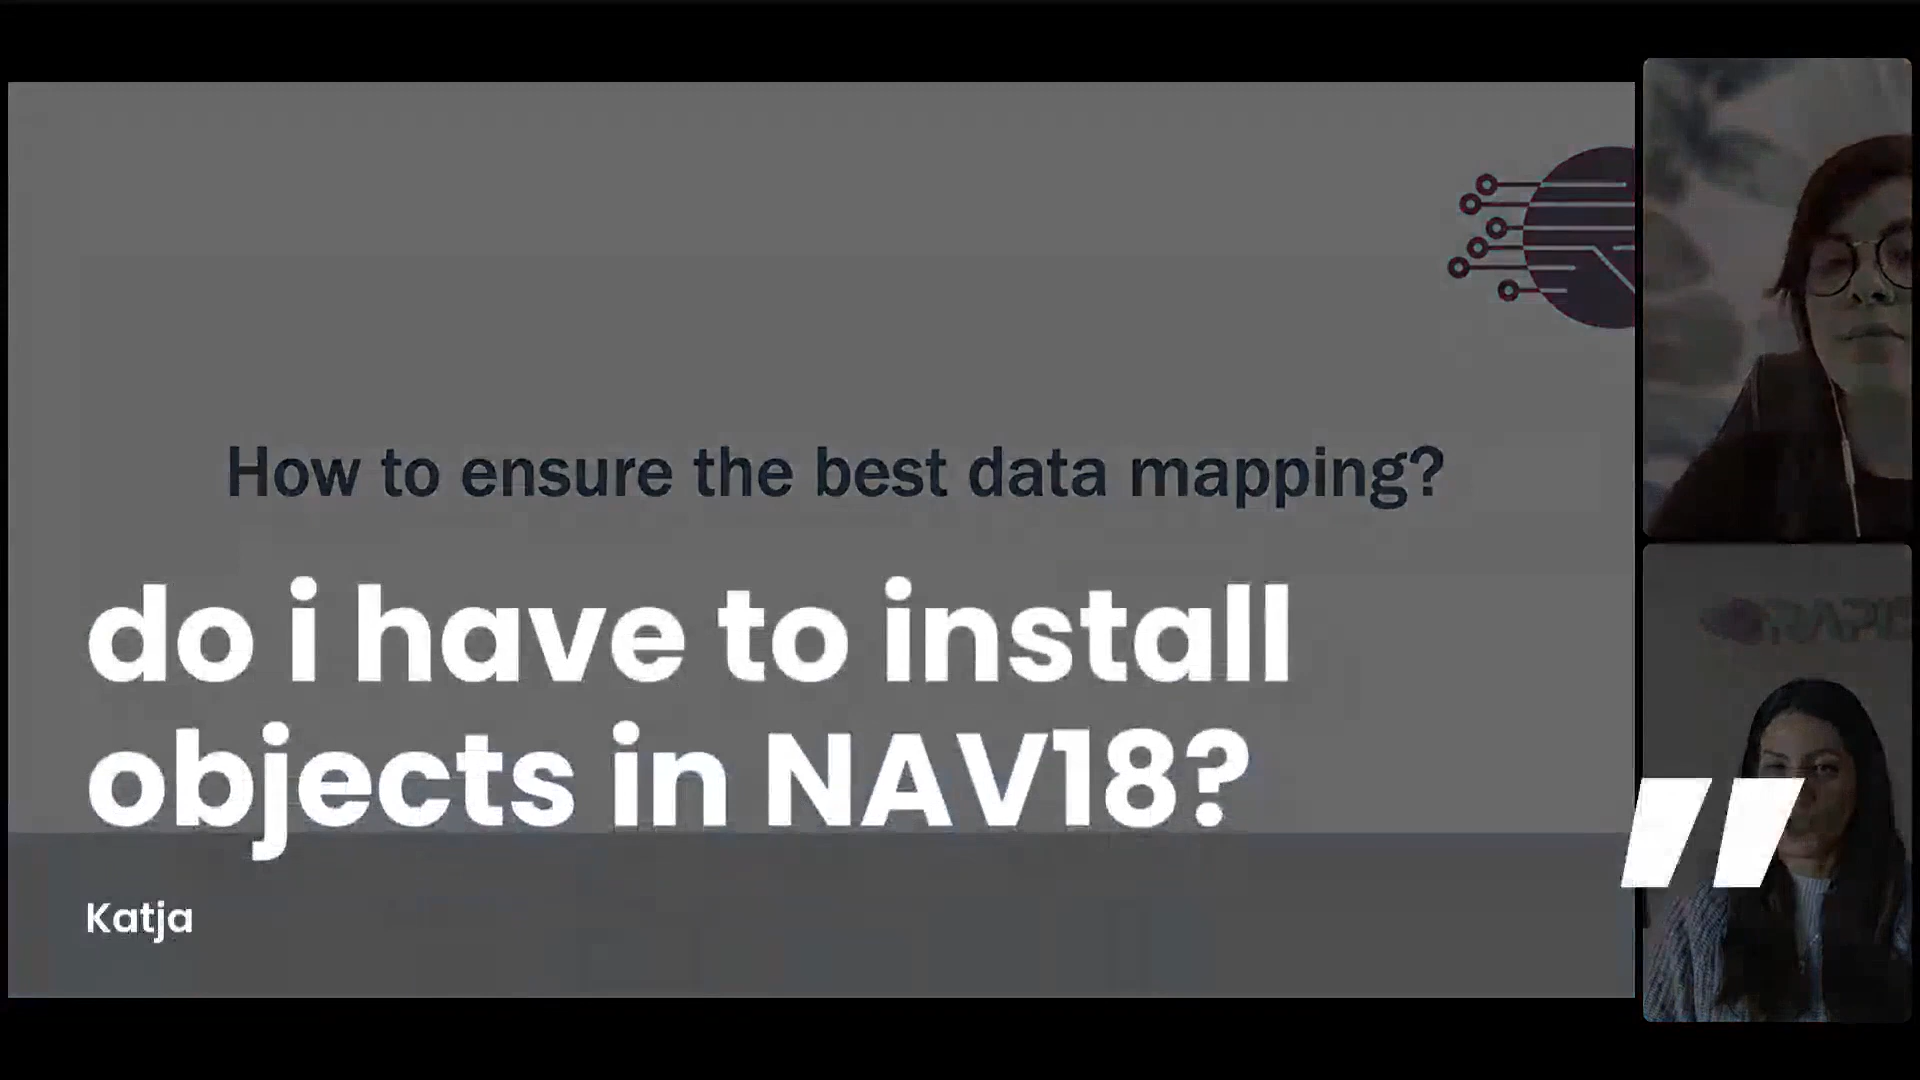 How to ensure the best data mapping?
do i have to install
objects in NAV18?
Katja